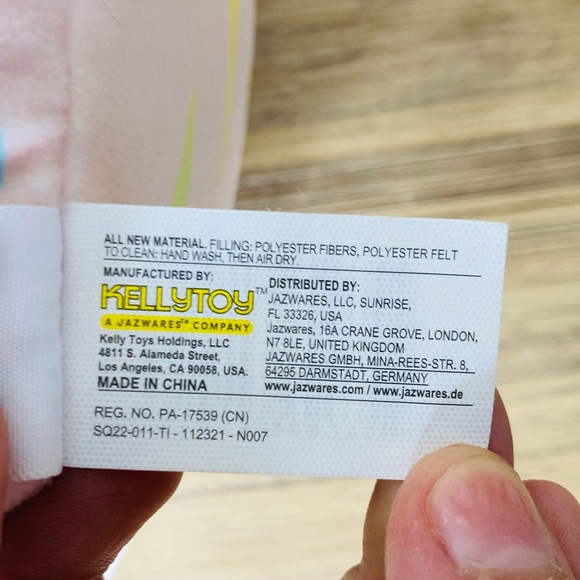 ALL NEW MATERIAL. FILLING: POLYESTER FIBERS, POLYESTER FELT
TO CLEAN: HAND WASH, THEN AIR DRY.
MANUFACTURED BY:
KELLYTOY™
A JAZWARES™ COMPANY
Kelly Toys Holdings, LLC
4811 S. Alameda Street,
Los Angeles, CA 90058, USA.
MADE IN CHINA
DISTRIBUTED BY:
JAZWARES, LLC, SUNRISE,
FL 33326, USA
Jazwares, 16A CRANE GROVE, LONDON,
N7 8LE, UNITED KINGDOM
JAZWARES GMBH, MINA-REES-STR. 8,
64295 DARMSTADT, GERMANY
www.jazwares.com / www.jazwares.de
REG. NO. PA-17539 (CN)
SQ22-011-TI - 112321 - N007